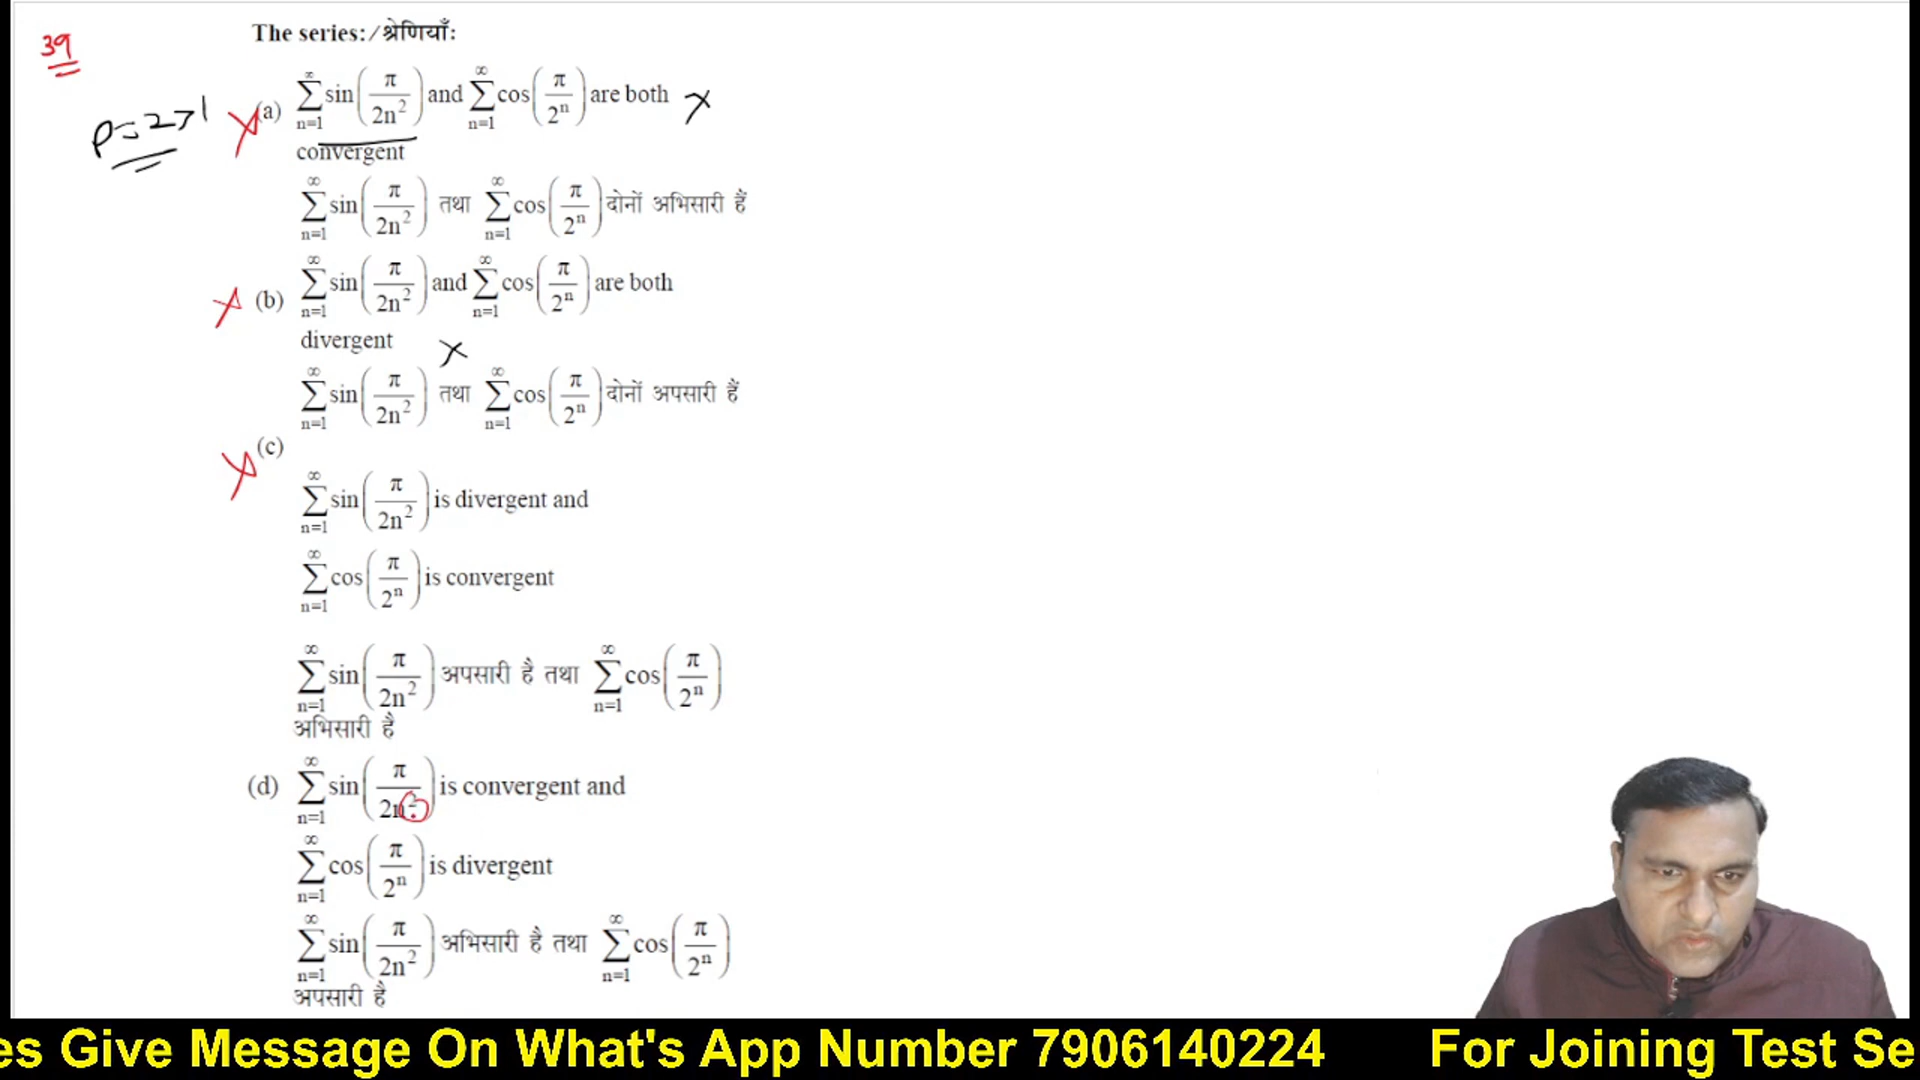 39
The series:/श्रेणियाँ:
P=2>1
(a) ∞∑n=1 sin(π/2n²) and ∞∑n=1 cos(π/2ⁿ) are both
convergent
∞∑n=1 sin(π/2n²) तथा ∞∑n=1 cos(π/2ⁿ) दोनों अभिसारी हैं
(b) ∞∑n=1 sin(π/2n²) and ∞∑n=1 cos(π/2ⁿ) are both
divergent
∞∑n=1 sin(π/2n²) तथा ∞∑n=1 cos(π/2ⁿ) दोनों अपसारी हैं
(c)
∞∑n=1 sin(π/2n²) is divergent and
∞∑n=1 cos(π/2ⁿ) is convergent
∞∑n=1 sin(π/2n²) अपसारी है तथा ∞∑n=1 cos(π/2ⁿ)
अभिसारी है
(d) ∞∑n=1 sin(π/2n²) is convergent and
∞∑n=1 cos(π/2ⁿ) is divergent
∞∑n=1 sin(π/2n²) अभिसारी है तथा ∞∑n=1 cos(π/2ⁿ)
अपसारी है
es Give Message On What's App Number 7906140224 For Joining Test Se